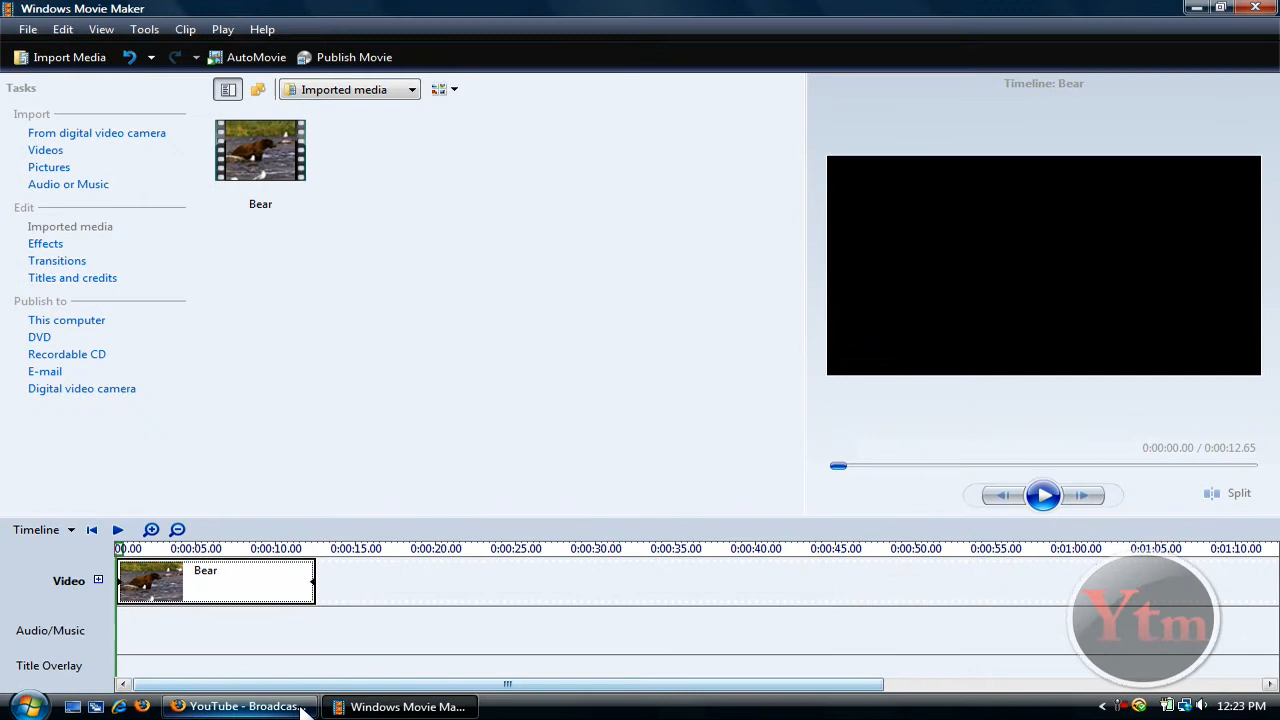 Windows Movie Maker
File Edit View Tools Clip Play Help
Import Media AutoMovie Publish Movie
Tasks
Imported media
Timeline: Bear
Import
From digital video camera
Videos
Pictures
Audio or Music
Edit
Imported media
Effects
Transitions
Titles and credits
Publish to
This computer
DVD
Recordable CD
E-mail
Digital video camera
Bear
0:00:00.00 / 0:00:12.65
Split
Timeline
00.00 0:00:05.00 0:00:10.00 0:00:15.00 0:00:20.00 0:00:25.00 0:00:30.00 0:00:35.00 0:00:40.00 0:00:45.00 0:00:50.00 0:00:55.00 0:01:00.00 0:01:05.00 0:01:10.00
Video
Bear
Audio/Music
Title Overlay
Ytm
YouTube - Broadcas... Windows Movie Ma... 12:23 PM